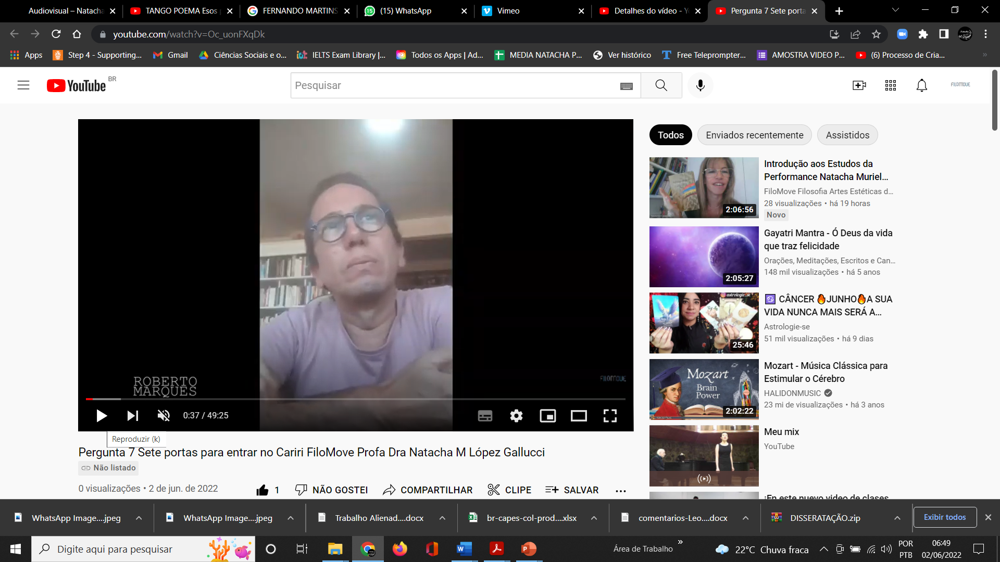 Audiovisual – Natacha
TANGO POEMA Esos
FERNANDO MARTINS
(15) WhatsApp
Vimeo
Detalhes do vídeo -
Pergunta 7 Sete porta
youtube.com/watch?v=Oc_uonFXqDk
Apps
Step 4 - Supporting...
Gmail
Ciências Sociais e o...
IELTS Exam Library |...
Todos os Apps | Ad...
MEDIA NATACHA P...
Ver histórico
Free Teleprompter...
AMOSTRA VIDEO P...
(6) Processo de Cria...
YouTube BR
Pesquisar
FILOMOVE
Todos
Enviados recentemente
Assistidos
Introdução aos Estudos da
Performance Natacha Muriel...
FiloMove Filosofia Artes Estéticas d...
28 visualizações • há 19 horas
Novo
2:06:56
Gayatri Mantra - Ó Deus da vida
que traz felicidade
Orações, Meditações, Escritos e Can...
148 mil visualizações • há 5 anos
2:05:27
astrologie_se
CÂNCER 🔥JUNHO🔥A SUA
VIDA NUNCA MAIS SERÁ A...
Astrologie-se
51 mil visualizações • há 9 dias
25:46
Mozart
Brain
Power
2:02:22
Mozart - Música Clássica para
Estimular o Cérebro
HALIDONMUSIC
23 mi de visualizações • há 3 anos
Meu mix
YouTube
¡En este nuevo video de clases
ROBERTO
MARQUES
FILOMOVE
0:37 / 49:25
Reproduzir (k)
Pergunta 7 Sete portas para entrar no Cariri FiloMove Profa Dra Natacha M López Gallucci
Não listado
0 visualizações • 2 de jun. de 2022
1
NÃO GOSTEI
COMPARTILHAR
CLIPE
SALVAR
WhatsApp Image....jpeg
WhatsApp Image....jpeg
Trabalho Alienad....docx
br-capes-col-prod....xlsx
comentarios-Leo....docx
DISSERATAÇÃO.zip
Exibir todos
Digite aqui para pesquisar
Área de Trabalho
22°C Chuva fraca
POR
PTB
06:49
02/06/2022